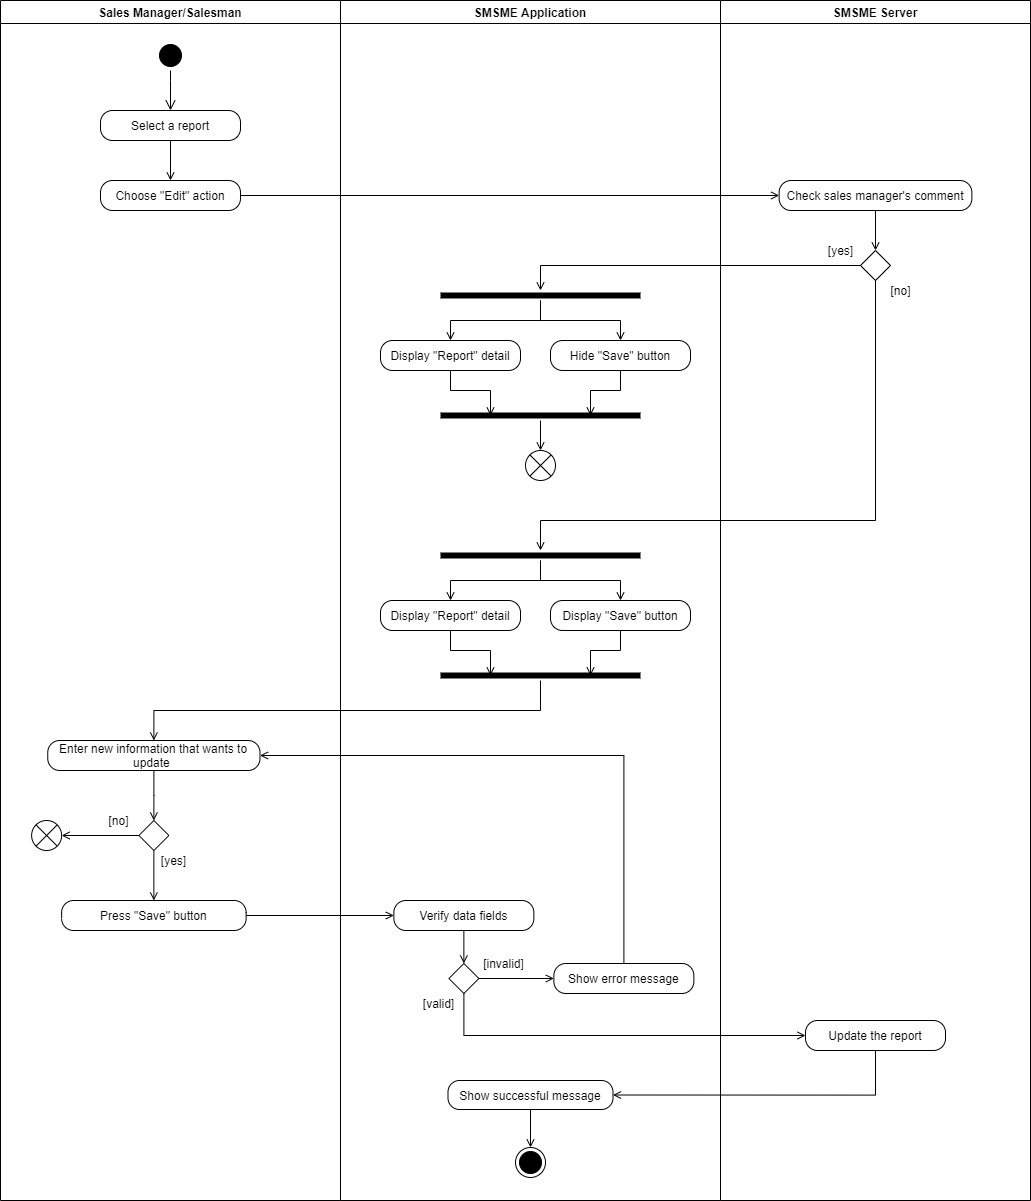 Sales Manager/Salesman
SMSME Application
SMSME Server
Select a report
Choose "Edit" action
Check sales manager's comment
[yes]
[no]
Display "Report" detail
Hide "Save" button
Display "Report" detail
Display "Save" button
Enter new information that wants to
update
[no]
[yes]
Press "Save" button
Verify data fields
[invalid]
Show error message
[valid]
Update the report
Show successful message